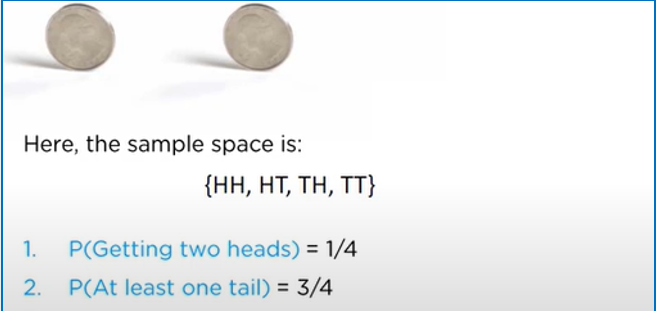 Here, the sample space is:
{HH, HT, TH, TT}
1. P(Getting two heads) = 1/4
2. P(At least one tail) = 3/4